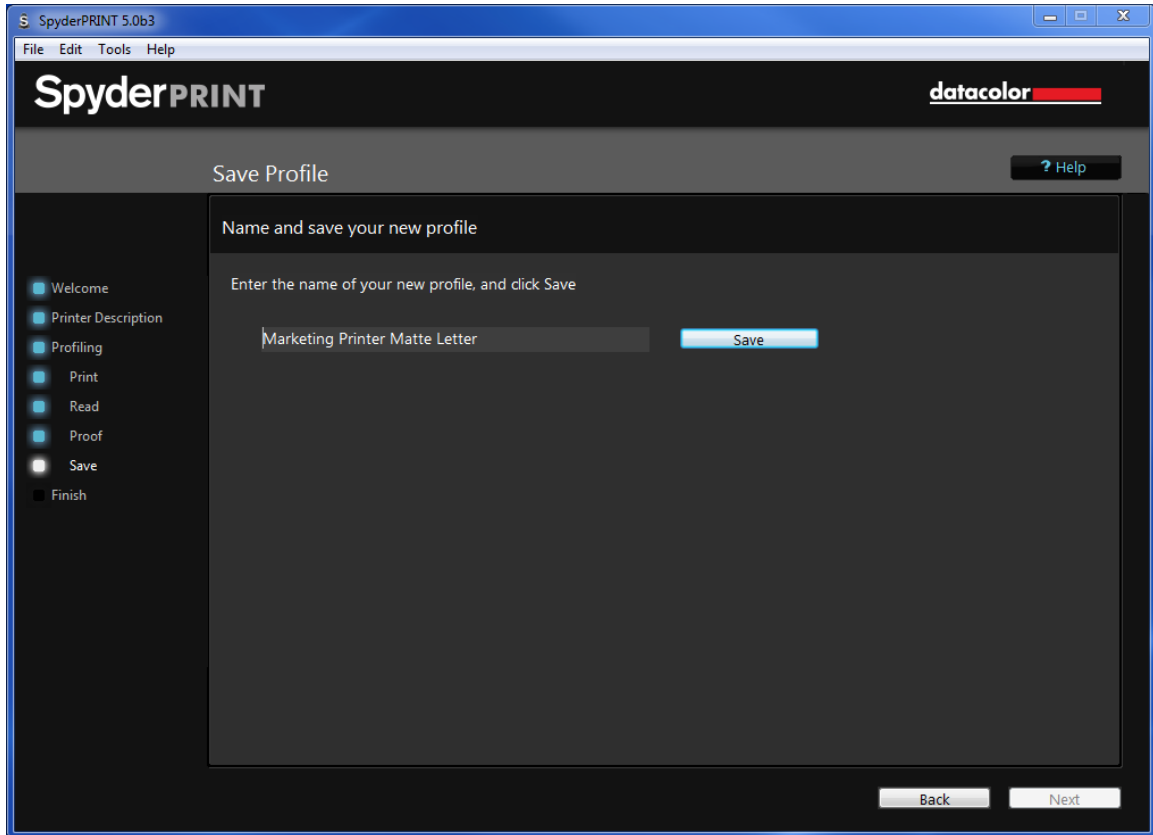 SpyderPRINT 5.0b3
File Edit Tools Help
SpyderPRINT
datacolor
Save Profile
? Help
Name and save your new profile
Enter the name of your new profile, and click Save
Marketing Printer Matte Letter
Save
Welcome
Printer Description
Profiling
Print
Read
Proof
Save
Finish
Back
Next